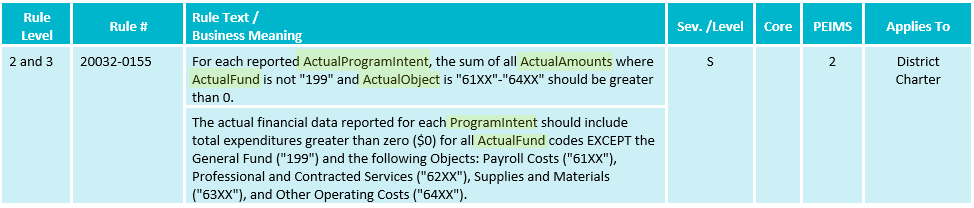 Rule
Level
Rule #
Rule Text /
Business Meaning
Sev. /Level
Core
PEIMS
Applies To
2 and 3
20032-0155
For each reported ActualProgramIntent, the sum of all ActualAmounts where
ActualFund is not "199" and ActualObject is "61XX"-"64XX" should be greater
than 0.
S
2
District
Charter
The actual financial data reported for each ProgramIntent should include
total expenditures greater than zero ($0) for all ActualFund codes EXCEPT the
General Fund ("199") and the following Objects: Payroll Costs ("61XX"),
Professional and Contracted Services ("62XX"), Supplies and Materials
("63XX"), and Other Operating Costs ("64XX").